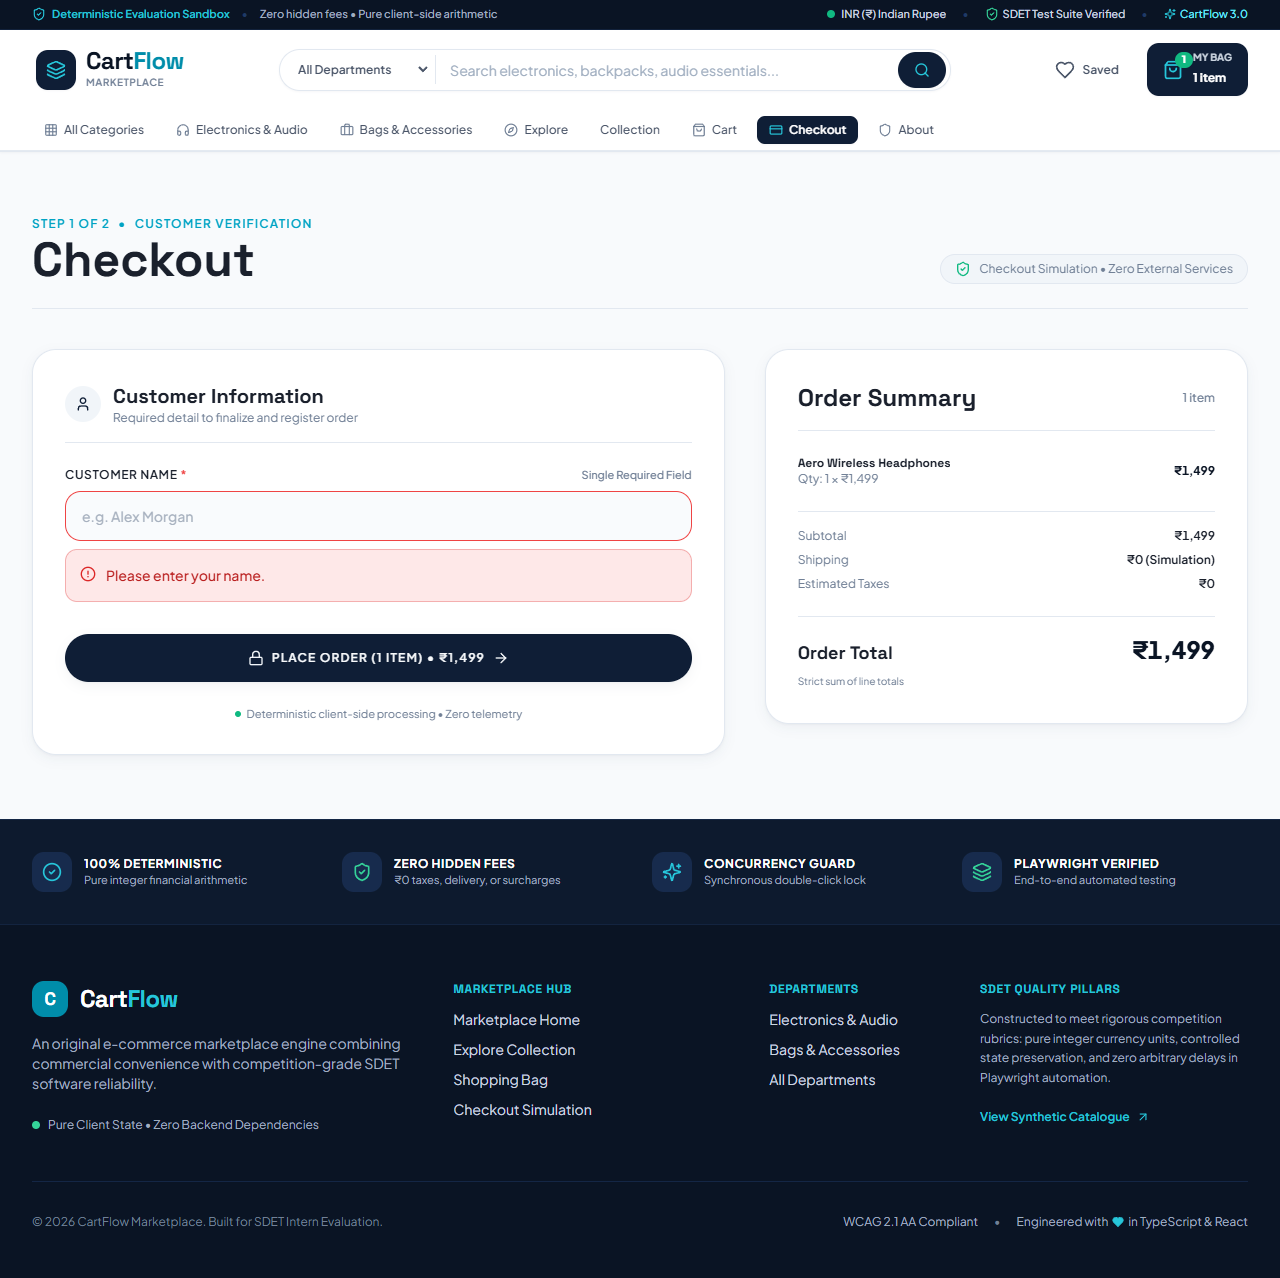 Deterministic Evaluation Sandbox • Zero hidden fees • Pure client-side arithmetic
INR (₹) Indian Rupee • SDET Test Suite Verified • CartFlow 3.0
CartFlow
MARKETPLACE
All Departments
Search electronics, backpacks, audio essentials...
Saved
1
MY BAG
1 Item
All Categories
Electronics & Audio
Bags & Accessories
Explore
Collection
Cart
Checkout
About
STEP 1 OF 2 • CUSTOMER VERIFICATION
Checkout
Checkout Simulation • Zero External Services
Customer Information
Required detail to finalize and register order
CUSTOMER NAME *
Single Required Field
e.g. Alex Morgan
Please enter your name.
PLACE ORDER (1 ITEM) • ₹1,499
Deterministic client-side processing • Zero telemetry
Order Summary
1 item
Aero Wireless Headphones
Qty: 1 × ₹1,499
₹1,499
Subtotal
₹1,499
Shipping
₹0 (Simulation)
Estimated Taxes
₹0
Order Total
₹1,499
Strict sum of line totals
100% DETERMINISTIC
Pure integer financial arithmetic
ZERO HIDDEN FEES
₹0 taxes, delivery, or surcharges
CONCURRENCY GUARD
Synchronous double-click lock
PLAYWRIGHT VERIFIED
End-to-end automated testing
C
CartFlow
An original e-commerce marketplace engine combining
commercial convenience with competition-grade SDET
software reliability.
Pure Client State • Zero Backend Dependencies
MARKETPLACE HUB
Marketplace Home
Explore Collection
Shopping Bag
Checkout Simulation
DEPARTMENTS
Electronics & Audio
Bags & Accessories
All Departments
SDET QUALITY PILLARS
Constructed to meet rigorous competition
rubrics: pure integer currency units, controlled
state preservation, and zero arbitrary delays in
Playwright automation.
View Synthetic Catalogue
© 2026 CartFlow Marketplace. Built for SDET Intern Evaluation.
WCAG 2.1 AA Compliant • Engineered with in TypeScript & React